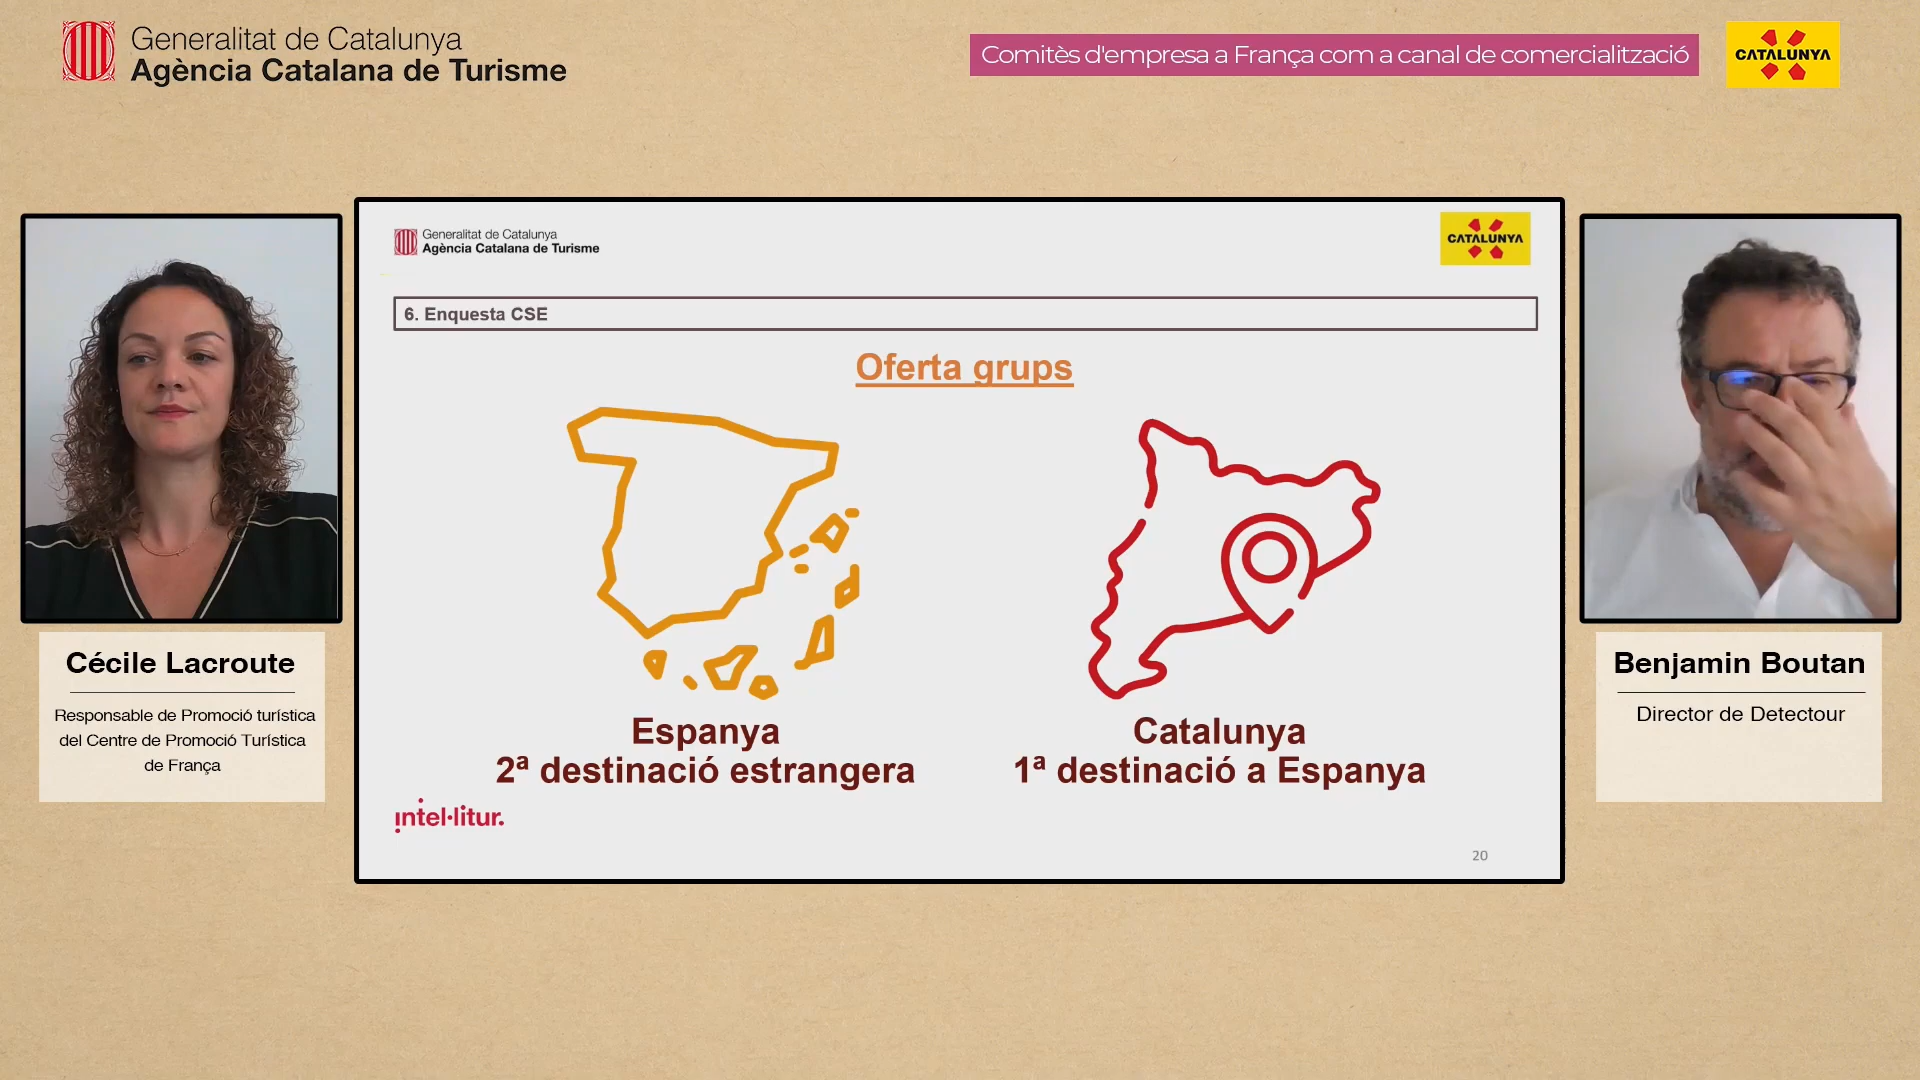 Generalitat de Catalunya
Agència Catalana de Turisme
Comitès d'empresa a França com a canal de comercialització
CATALUNYA
Generalitat de Catalunya
Agència Catalana de Turisme
CATALUNYA
6. Enquesta CSE
Oferta grups
Espanya
2ª destinació estrangera
Catalunya
1ª destinació a Espanya
intel·litur.
20
Cécile Lacroute
Responsable de Promoció turística
del Centre de Promoció Turística
de França
Benjamin Boutan
Director de Detectour